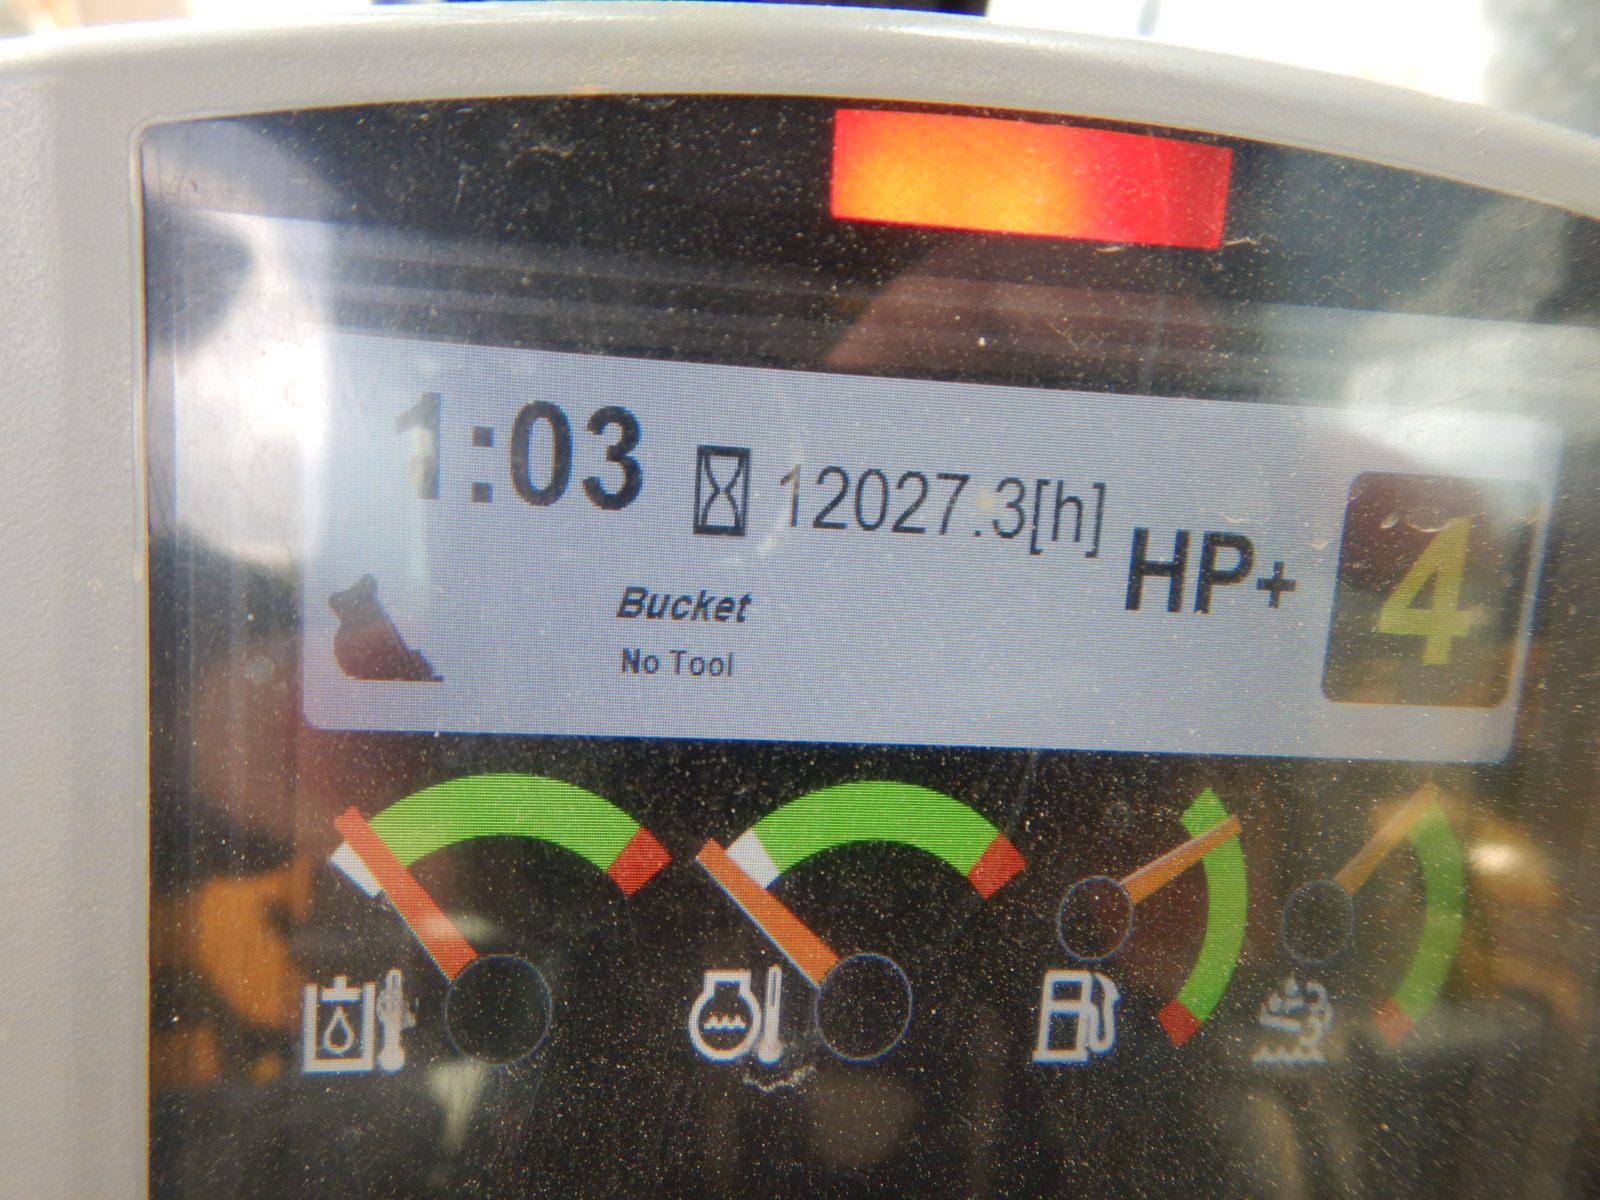 1:03
12027.3[h]
HP+
4
Bucket
No Tool